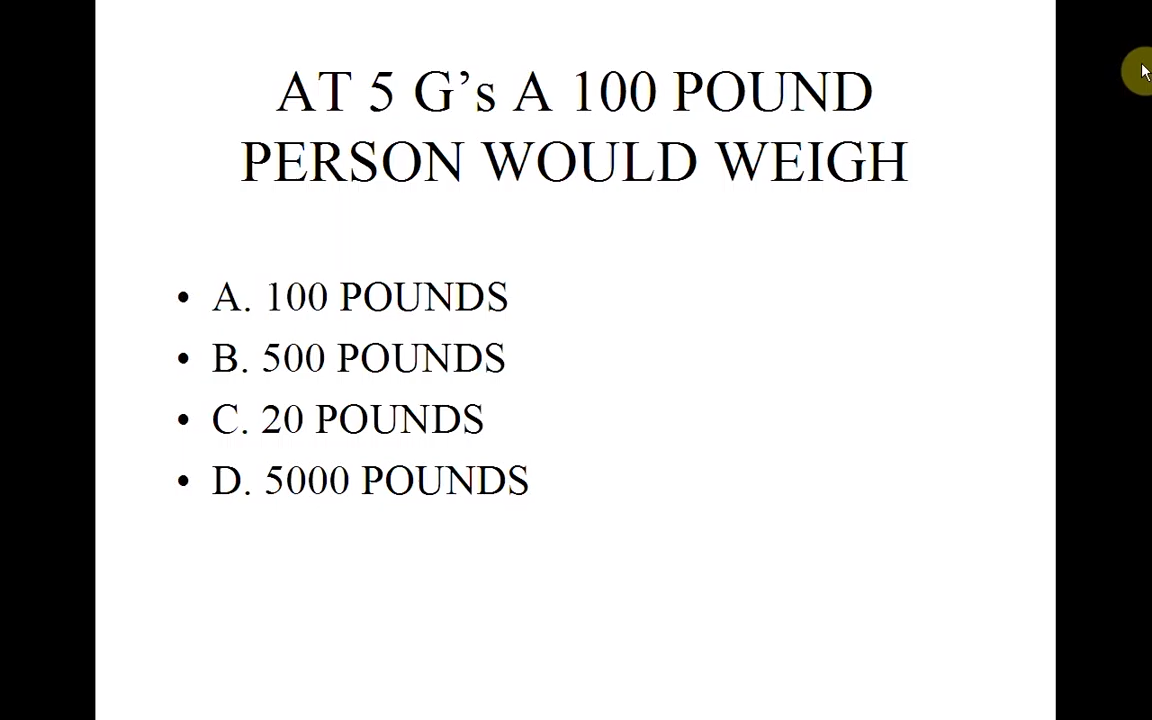 AT 5 G’s A 100 POUND
PERSON WOULD WEIGH
• A. 100 POUNDS
• B. 500 POUNDS
• C. 20 POUNDS
• D. 5000 POUNDS